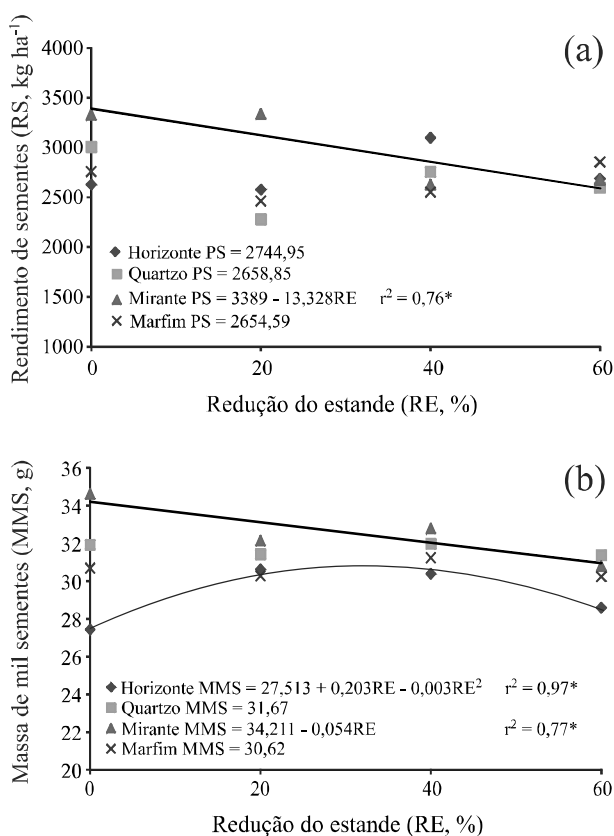 (a)
Rendimento de sementes (RS, kg ha⁻¹)
4000
3500
3000
2500
2000
1500
1000
Horizonte PS = 2744,95
Quartzo PS = 2658,85
Mirante PS = 3389 - 13,328RE r² = 0,76*
Marfim PS = 2654,59
0 20 40 60
Redução do estande (RE, %)
(b)
Massa de mil sementes (MMS, g)
36
34
32
30
28
26
24
22
20
Horizonte MMS = 27,513 + 0,203RE - 0,003RE² r² = 0,97*
Quartzo MMS = 31,67
Mirante MMS = 34,211 - 0,054RE r² = 0,77*
Marfim MMS = 30,62
0 20 40 60
Redução do estande (RE, %)